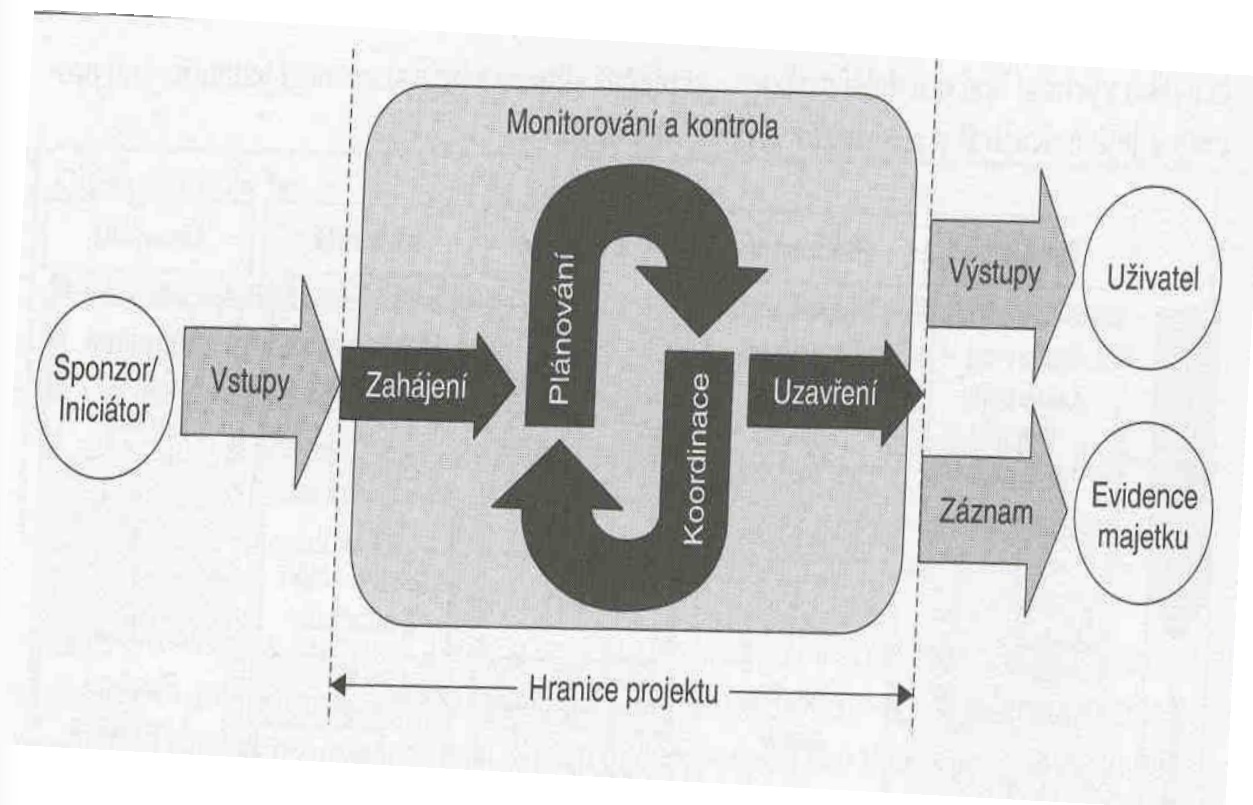 Monitorování a kontrola
Sponzor/
Iniciátor
Vstupy
Zahájení
Plánování
Koordinace
Uzavření
Výstupy
Uživatel
Záznam
Evidence
majetku
Hranice projektu